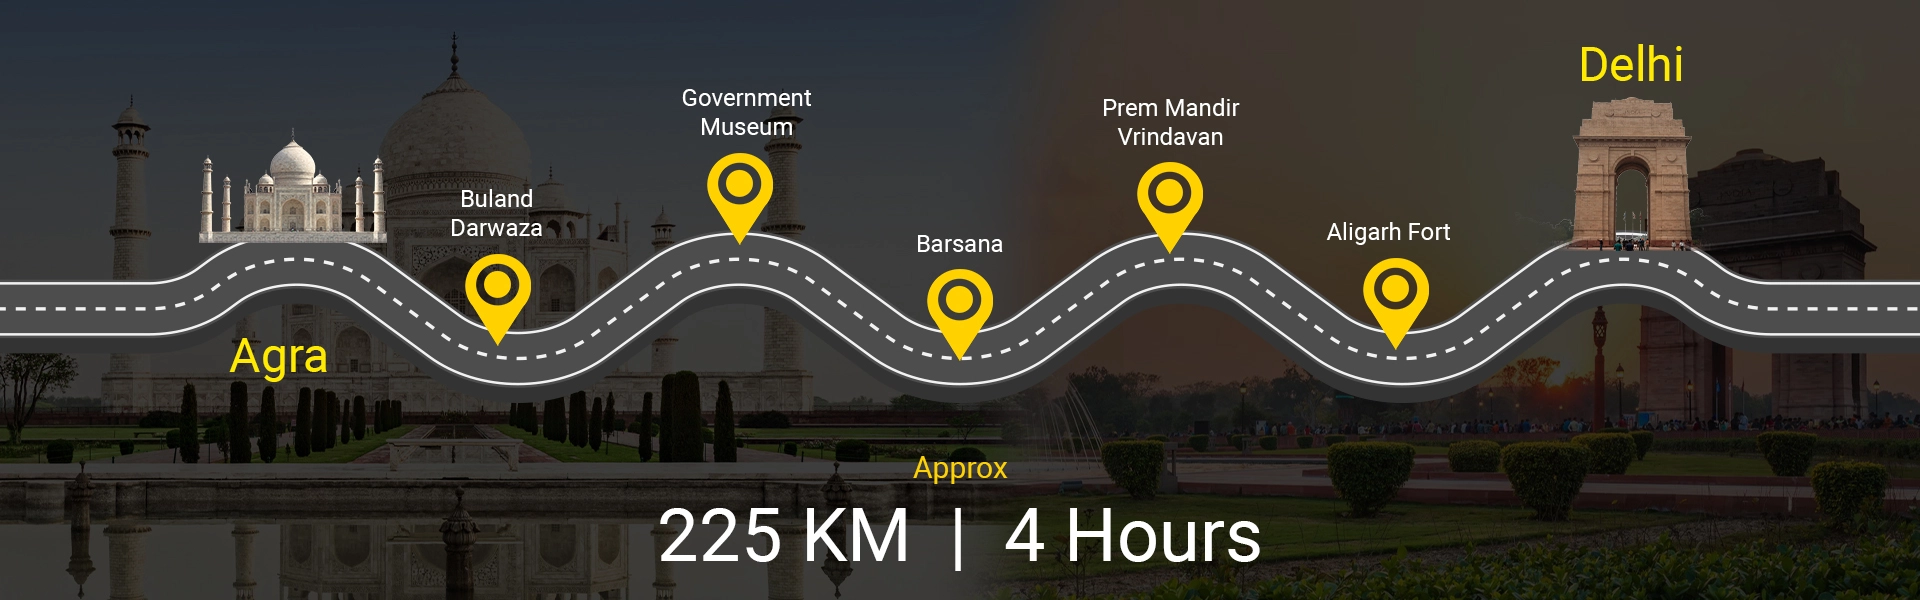 Delhi
Government
Museum
Prem Mandir
Vrindavan
Buland
Darwaza
Barsana
Aligarh Fort
Agra
Approx
225 KM | 4 Hours